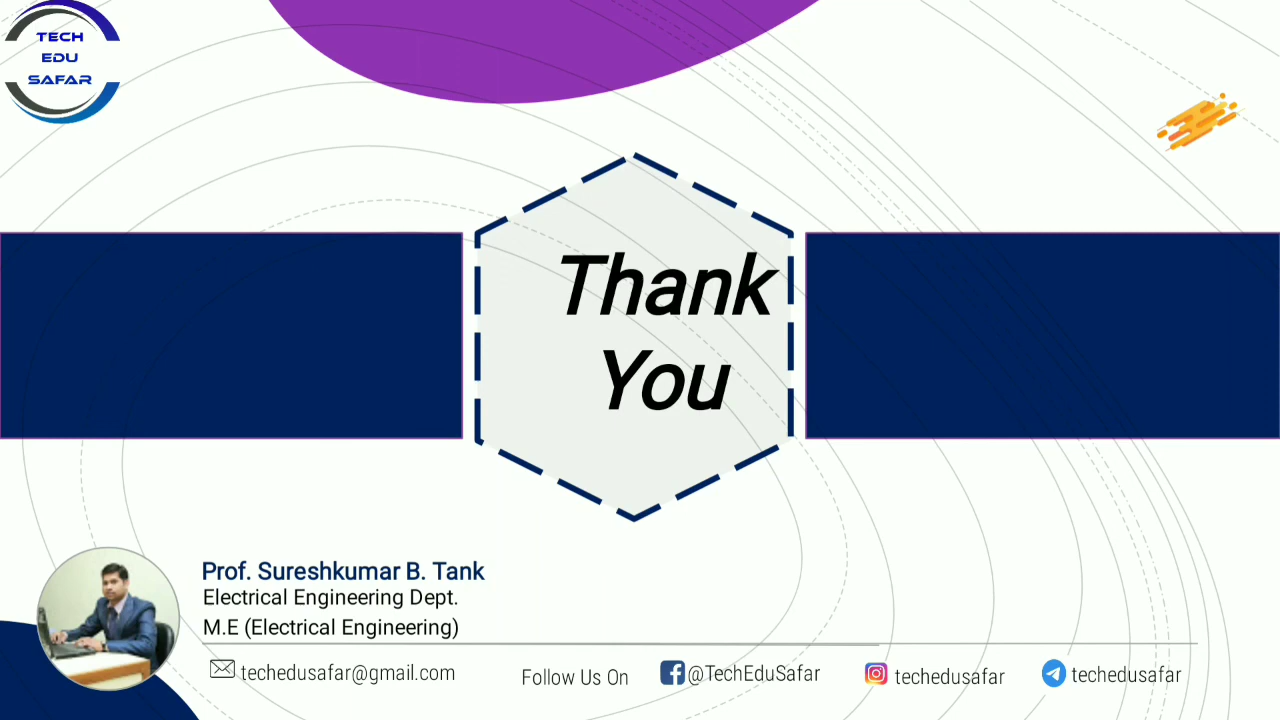 TECH
EDU
SAFAR
Thank
You
Prof. Sureshkumar B. Tank
Electrical Engineering Dept.
M.E (Electrical Engineering)
techedusafar@gmail.com
Follow Us On
@TechEduSafar
techedusafar
techedusafar